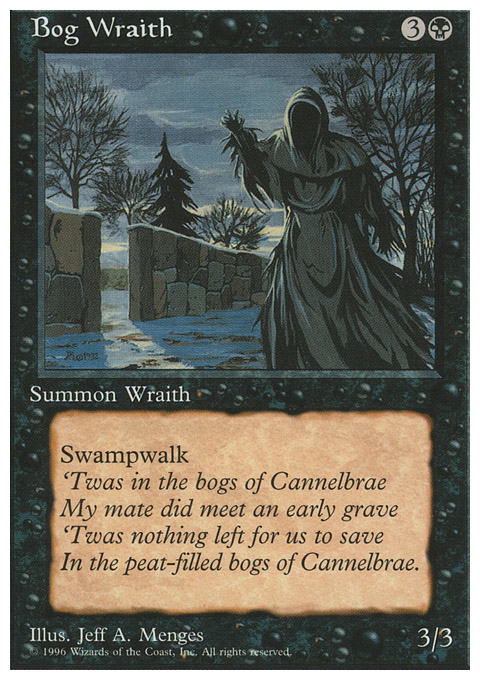 Bog Wraith 3
Summon Wraith
Swampwalk
‘Twas in the bogs of Cannelbrae
My mate did meet an early grave
‘Twas nothing left for us to save
In the peat-filled bogs of Cannelbrae.
Illus. Jeff A. Menges 3/3
© 1996 Wizards of the Coast, Inc. All rights reserved.